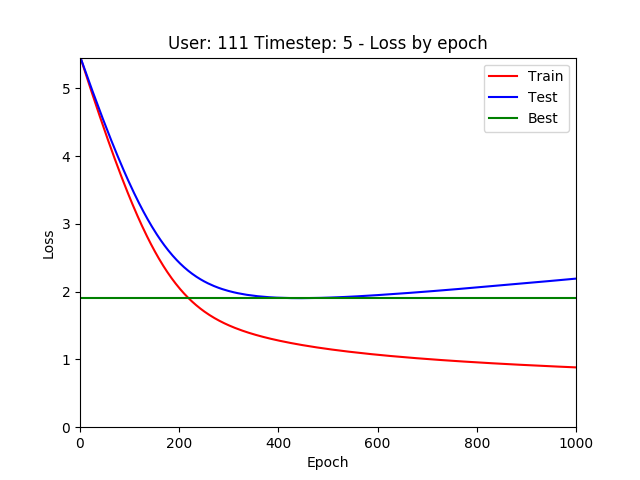 User: 111 Timestep: 5 - Loss by epoch
Train
Test
Best
Loss
5
4
3
2
1
0
0 200 400 600 800 1000
Epoch